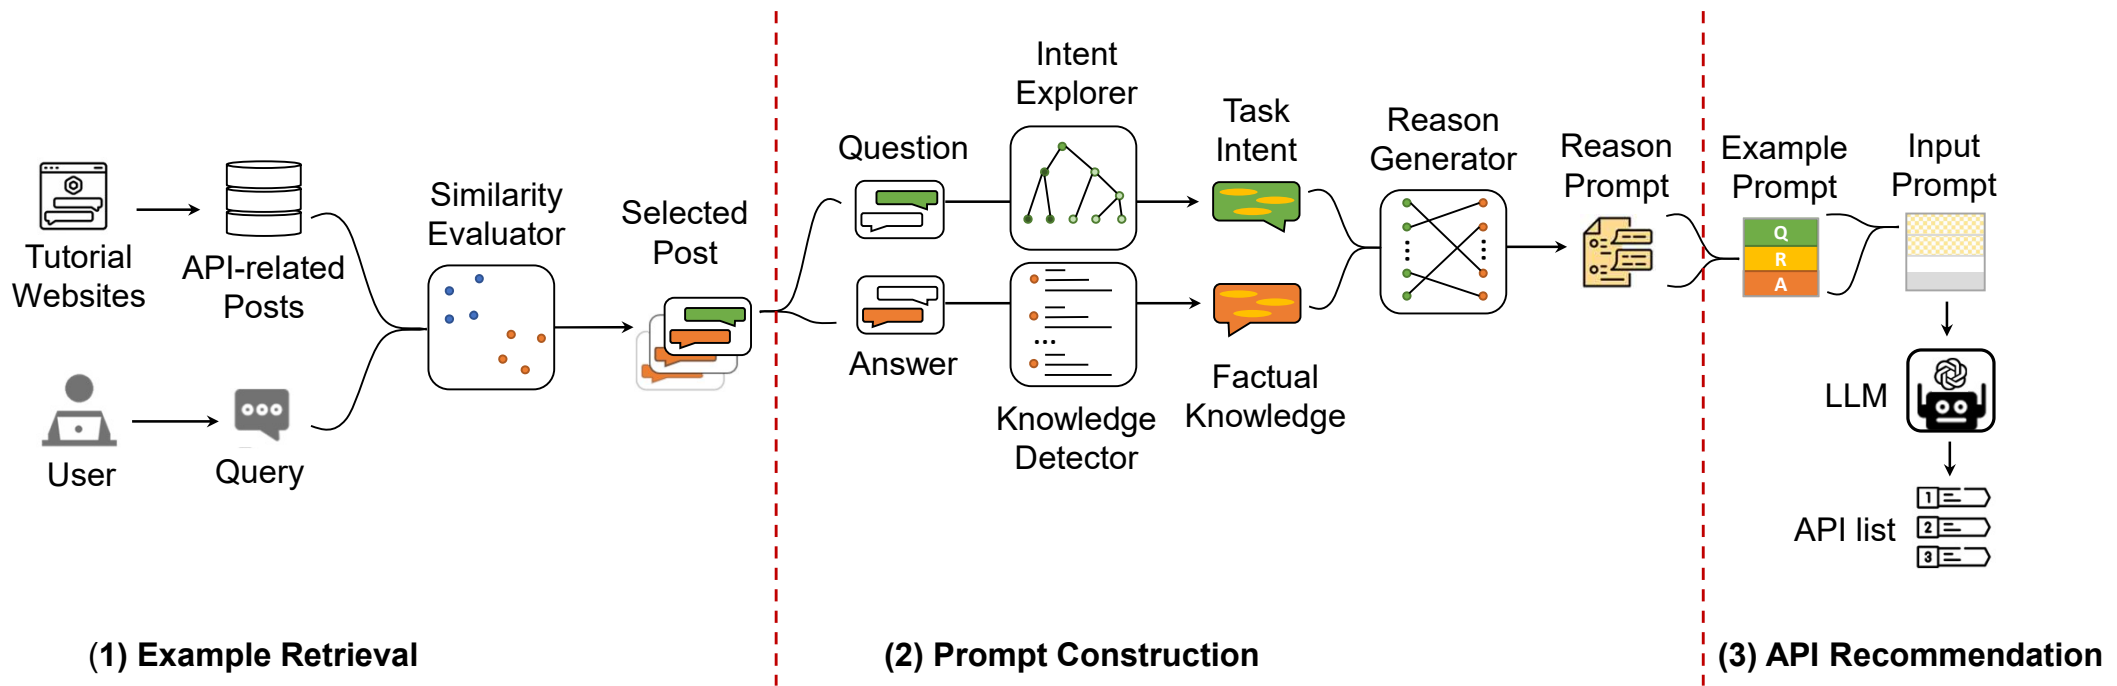 Tutorial
Websites
API-related
Posts
User
Query
Similarity
Evaluator
Selected
Post
(1) Example Retrieval
Question
Answer
Intent
Explorer
Knowledge
Detector
Task
Intent
Factual
Knowledge
Reason
Generator
Reason
Prompt
(2) Prompt Construction
Example
Prompt
Q
R
A
Input
Prompt
LLM
API list
1
2
3
(3) API Recommendation